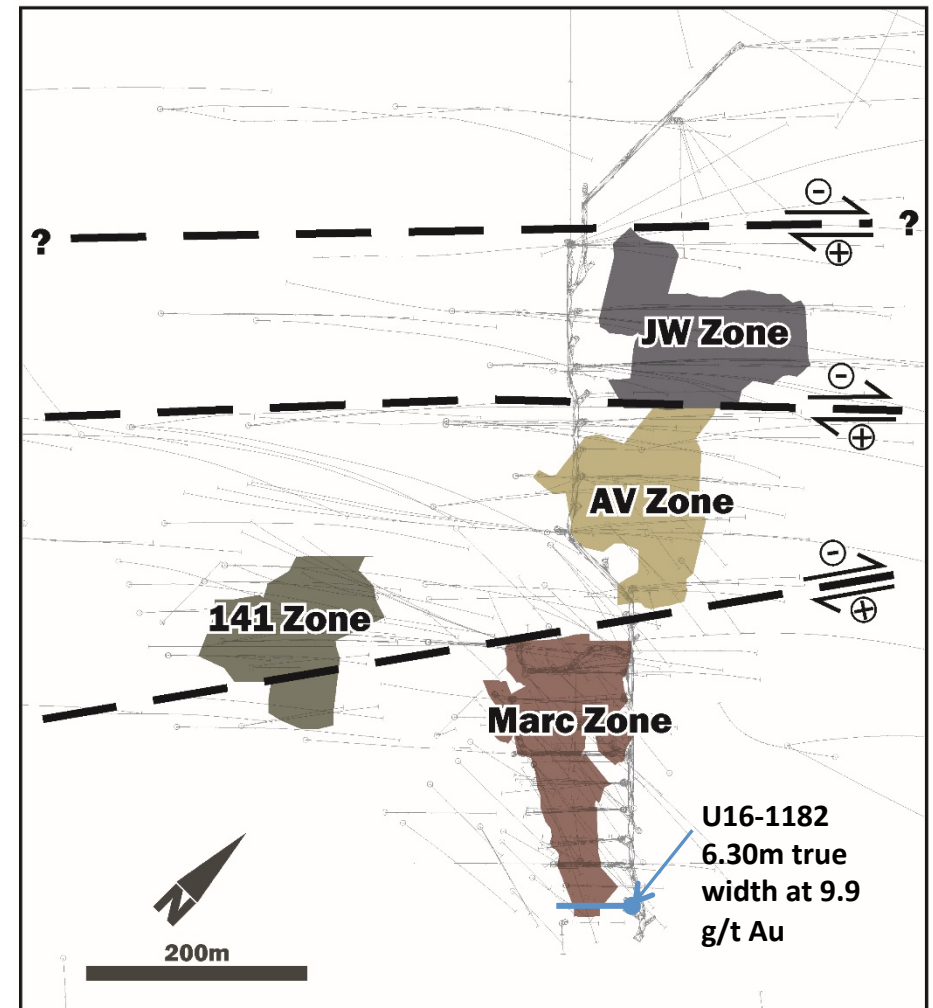 −
?
?
+
JW Zone
−
+
AV Zone
−
+
141 Zone
Marc Zone
U16-1182
6.30m true
width at 9.9
g/t Au
N
200m